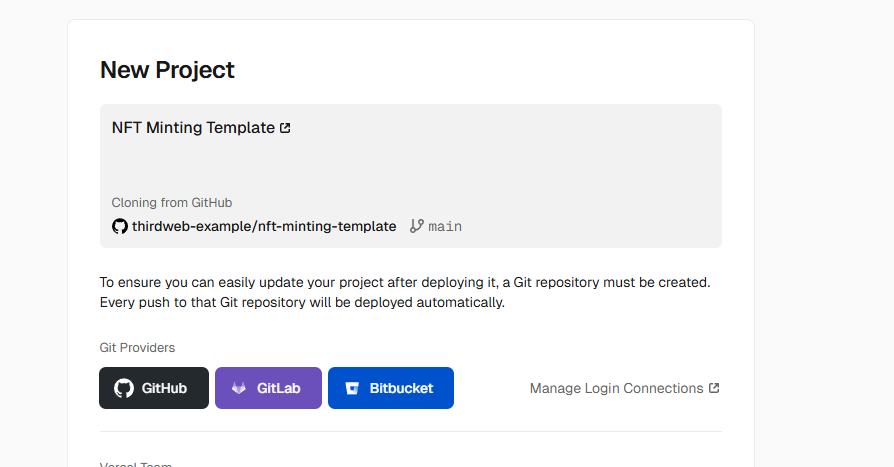 New Project
NFT Minting Template
Cloning from GitHub
thirdweb-example/nft-minting-template main
To ensure you can easily update your project after deploying it, a Git repository must be created.
Every push to that Git repository will be deployed automatically.
Git Providers
GitHub GitLab Bitbucket Manage Login Connections
Vercel Team